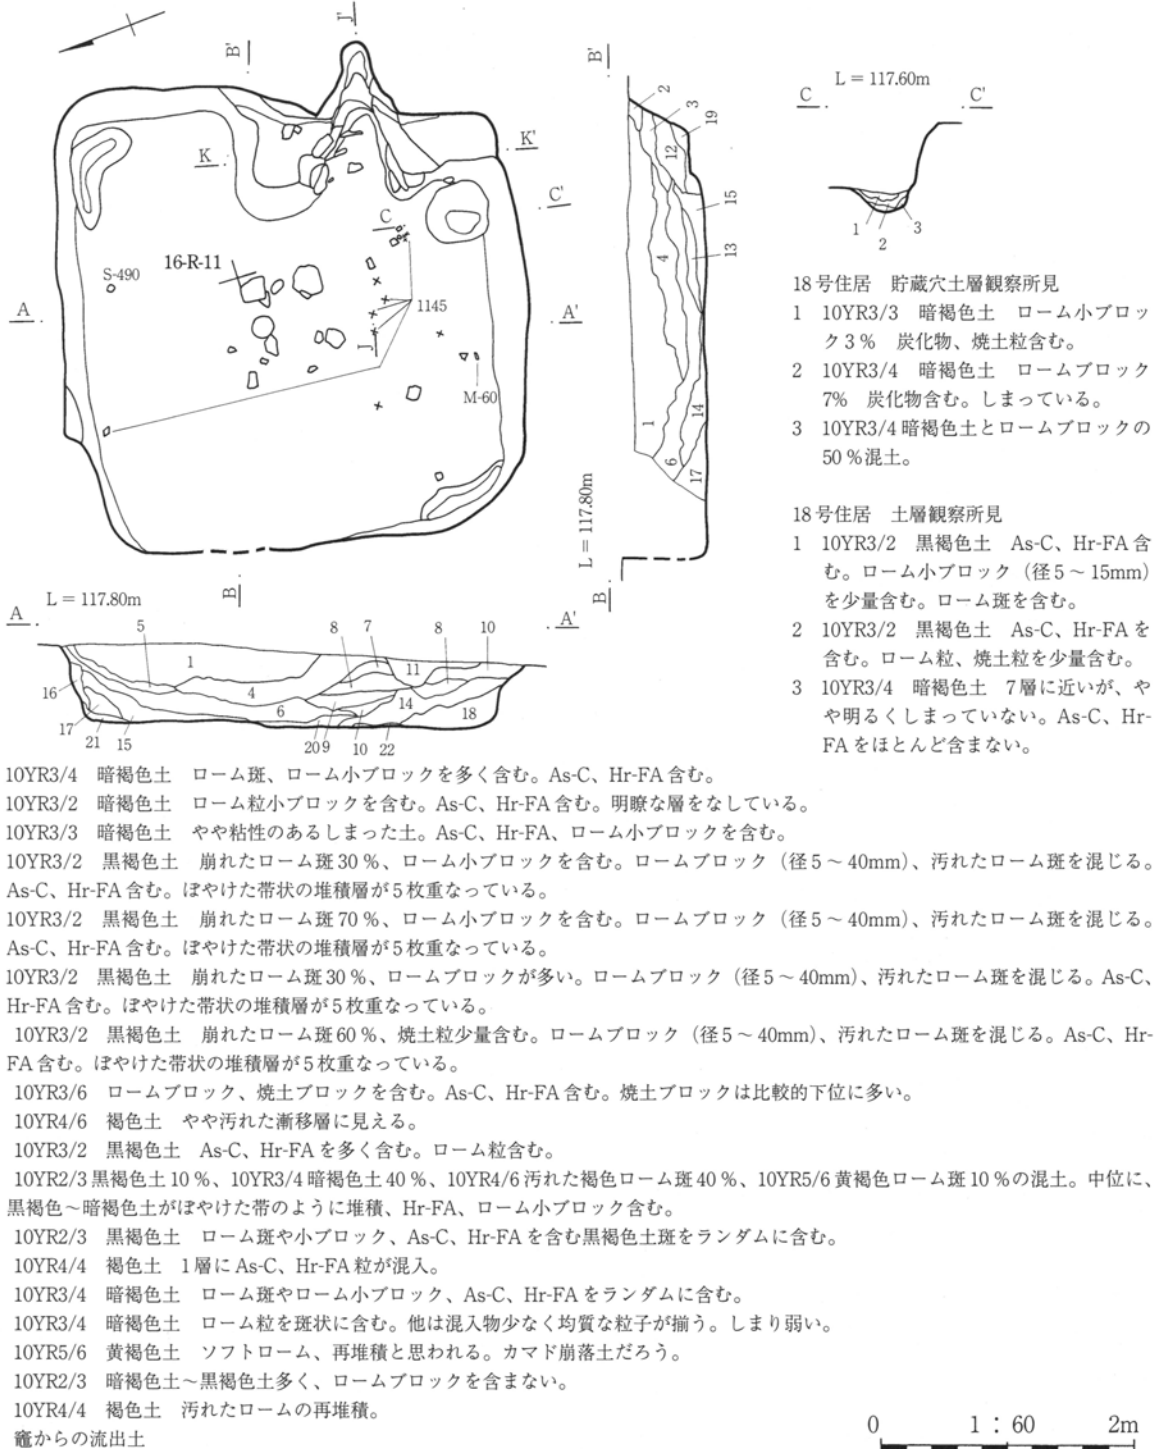 J'
B'
K
K'
C'
C
S-490
16-R-11
1145
A
A'
J
M-60
B
L = 117.80m
A
A'
5
1
8
7
8
10
11
4
16
6
14
18
17
21
15
20
9
10
22
B'
2
3
19
12
15
4
13
1
14
6
17
L = 117.80m
B
L = 117.60m
C
C'
1
2
3
18号住居　貯蔵穴土層観察所見
1　10YR3/3　暗褐色土　ローム小ブロッ
ク3％　炭化物、焼土粒含む。
2　10YR3/4　暗褐色土　ロームブロック
7%　炭化物含む。しまっている。
3　10YR3/4 暗褐色土とロームブロックの
50％混土。
18号住居　土層観察所見
1　10YR3/2　黒褐色土　As-C、Hr-FA 含
む。ローム小ブロック（径5～15mm）
を少量含む。ローム斑を含む。
2　10YR3/2　黒褐色土　As-C、Hr-FAを
含む。ローム粒、焼土粒を少量含む。
3　10YR3/4　暗褐色土　7層に近いが、や
や明るくしまっていない。As-C、Hr-
FAをほとんど含まない。
10YR3/4　暗褐色土　ローム斑、ローム小ブロックを多く含む。As-C、Hr-FA 含む。
10YR3/2　暗褐色土　ローム粒小ブロックを含む。As-C、Hr-FA 含む。明瞭な層をなしている。
10YR3/3　暗褐色土　やや粘性のあるしまった土。As-C、Hr-FA、ローム小ブロックを含む。
10YR3/2　黒褐色土　崩れたローム斑30％、ローム小ブロックを含む。ロームブロック（径5～40mm）、汚れたローム斑を混じる。
As-C、Hr-FA 含む。ぼやけた帯状の堆積層が5枚重なっている。
10YR3/2　黒褐色土　崩れたローム斑70％、ローム小ブロックを含む。ロームブロック（径5～40mm）、汚れたローム斑を混じる。
As-C、Hr-FA 含む。ぼやけた帯状の堆積層が5枚重なっている。
10YR3/2　黒褐色土　崩れたローム斑30％、ロームブロックが多い。ロームブロック（径5～40mm）、汚れたローム斑を混じる。As-C、
Hr-FA 含む。ぼやけた帯状の堆積層が5枚重なっている。
10YR3/2　黒褐色土　崩れたローム斑60％、焼土粒少量含む。ロームブロック（径5～40mm）、汚れたローム斑を混じる。As-C、Hr-
FA 含む。ぼやけた帯状の堆積層が5枚重なっている。
10YR3/6　ロームブロック、焼土ブロックを含む。As-C、Hr-FA 含む。焼土ブロックは比較的下位に多い。
10YR4/6　褐色土　やや汚れた漸移層に見える。
10YR3/2　黒褐色土　As-C、Hr-FA を多く含む。ローム粒含む。
10YR2/3 黒褐色土10％、10YR3/4 暗褐色土40％、10YR4/6 汚れた褐色ローム斑40％、10YR5/6 黄褐色ローム斑10％の混土。中位に、
黒褐色～暗褐色土がぼやけた帯のように堆積、Hr-FA、ローム小ブロック含む。
10YR2/3　黒褐色土　ローム斑や小ブロック、As-C、Hr-FA を含む黒褐色土斑をランダムに含む。
10YR4/4　褐色土　1層に As-C、Hr-FA 粒が混入。
10YR3/4　暗褐色土　ローム斑やローム小ブロック、As-C、Hr-FA をランダムに含む。
10YR3/4　暗褐色土　ローム粒を斑状に含む。他は混入物少なく均質な粒子が揃う。しまり弱い。
10YR5/6　黄褐色土　ソフトローム、再堆積と思われる。カマド崩落土だろう。
10YR2/3　暗褐色土～黒褐色土多く、ロームブロックを含まない。
10YR4/4　褐色土　汚れたロームの再堆積。
竈からの流出土
0　1：60　2m